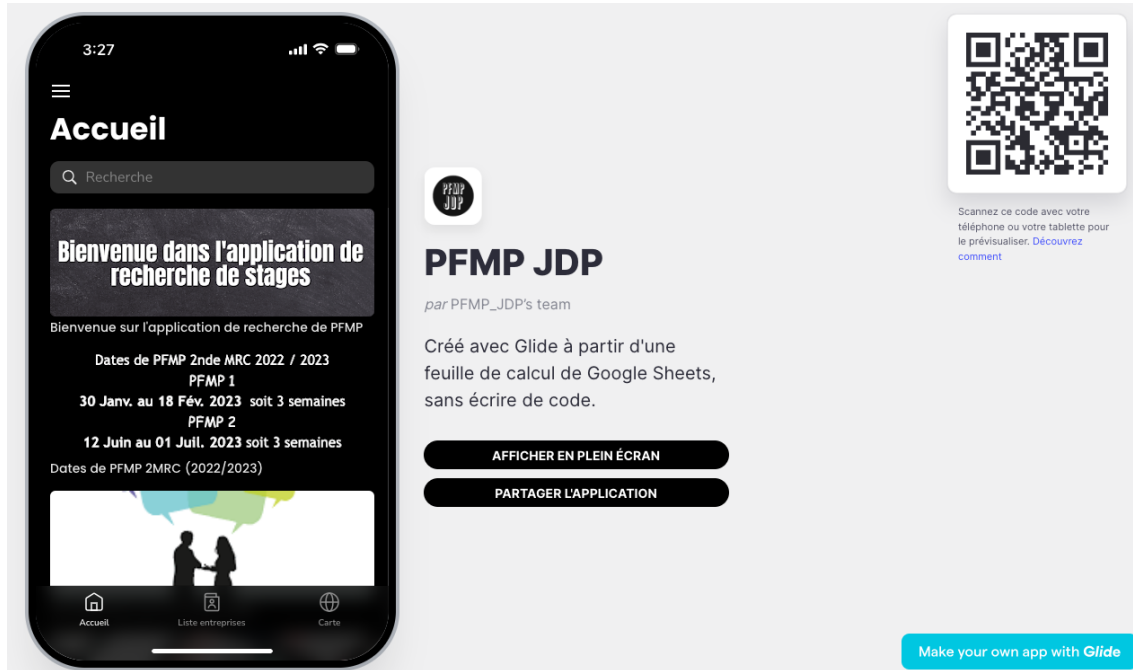 3:27
Accueil
Recherche
Bienvenue dans l'application de
recherche de stages
Bienvenue sur l'application de recherche de PFMP
Dates de PFMP 2nde MRC 2022 / 2023
PFMP 1
30 Janv. au 18 Fév. 2023 soit 3 semaines
PFMP 2
12 Juin au 01 Juil. 2023 soit 3 semaines
Dates de PFMP 2MRC (2022/2023)
Accueil
Liste entreprises
Carte
PFMP
JDP
PFMP JDP
par PFMP_JDP's team
Créé avec Glide à partir d'une
feuille de calcul de Google Sheets,
sans écrire de code.
AFFICHER EN PLEIN ÉCRAN
PARTAGER L'APPLICATION
Scannez ce code avec votre
téléphone ou votre tablette pour
le prévisualiser. Découvrez
comment
Make your own app with Glide